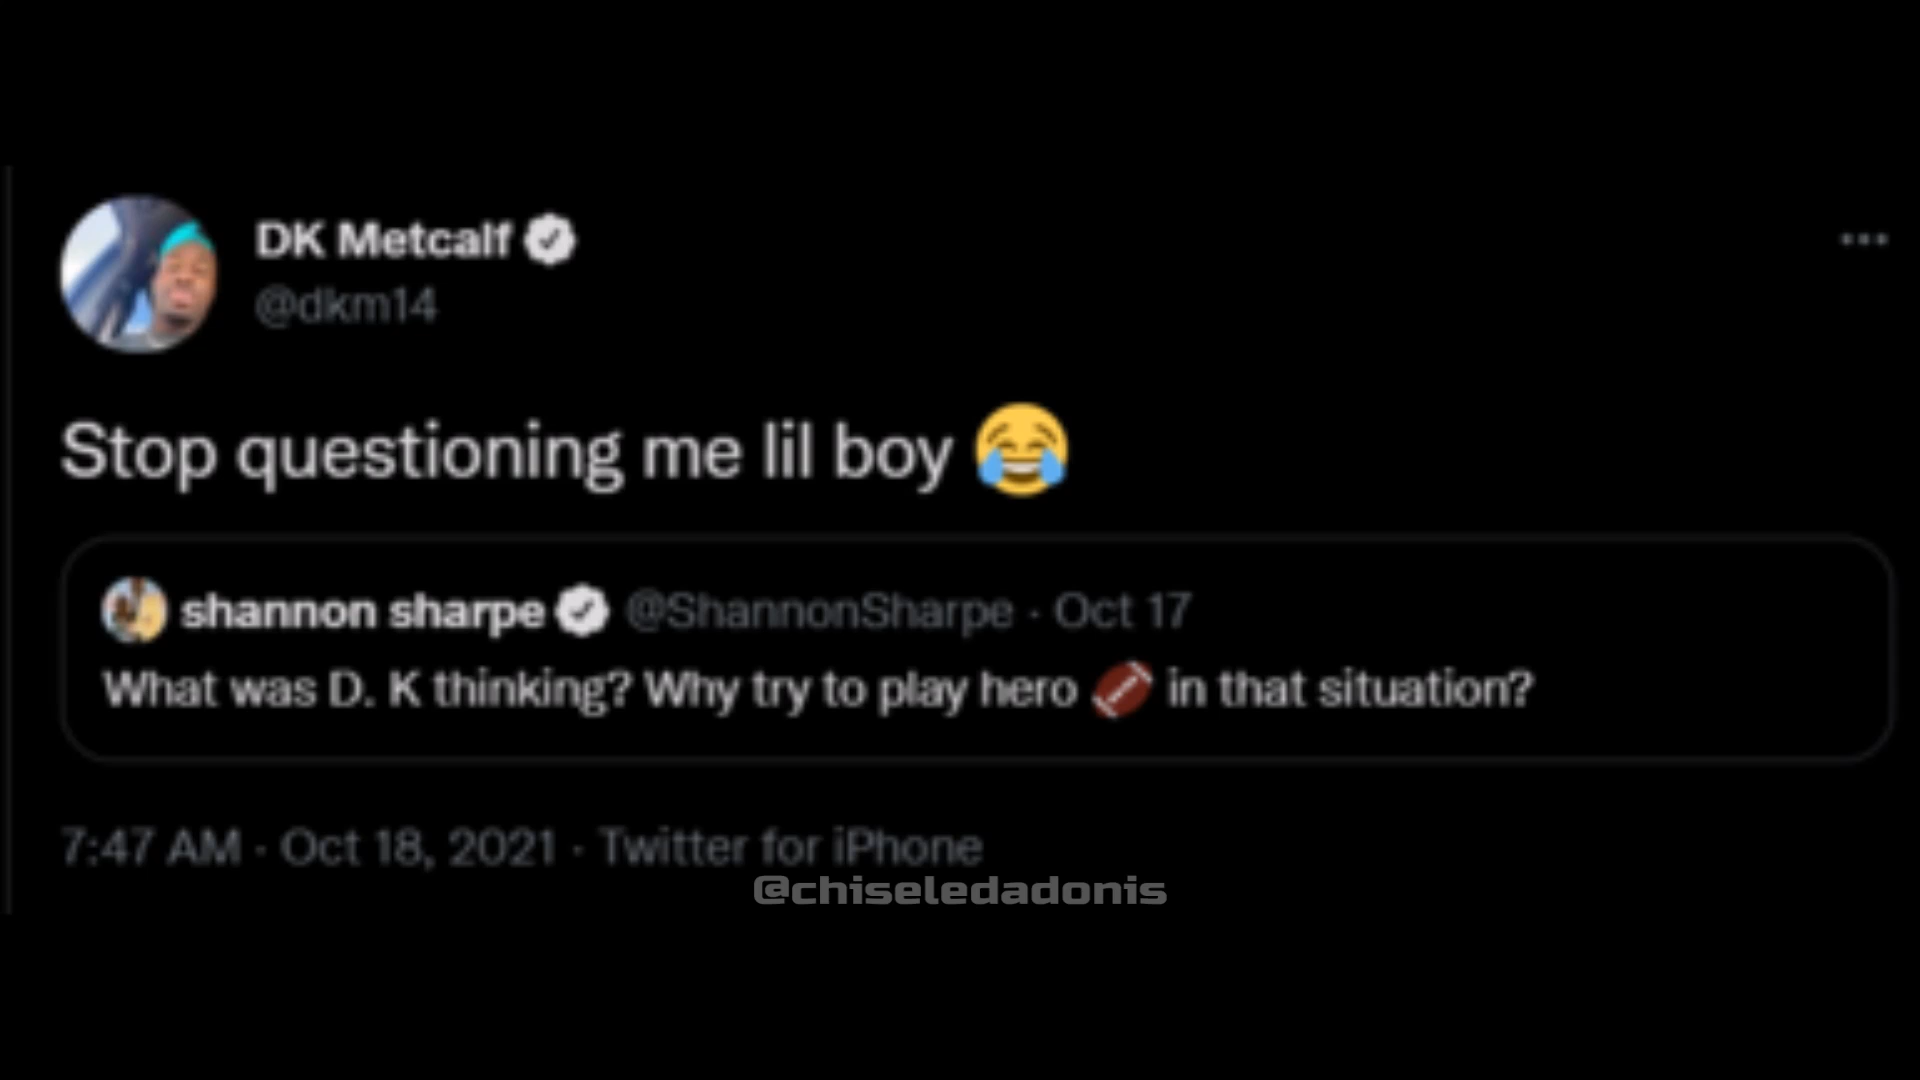 DK Metcalf
@dkm14
Stop questioning me lil boy 😂
shannon sharpe @ShannonSharpe · Oct 17
What was D. K thinking? Why try to play hero 🏈 in that situation?
7:47 AM · Oct 18, 2021 · Twitter for iPhone
@chiseledadonis